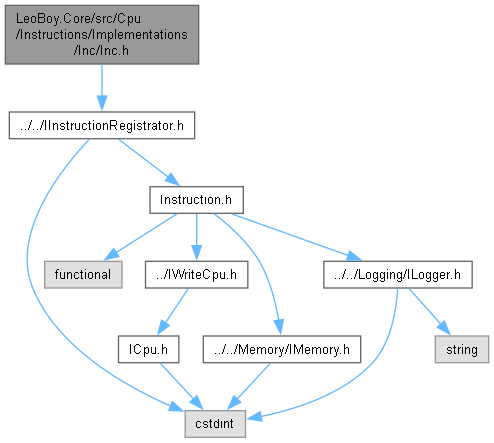 LeoBoy.Core/src/Cpu
/Instructions/Implementations
/Inc/Inc.h
../../IInstructionRegistrator.h
Instruction.h
functional
../IWriteCpu.h
../../Logging/ILogger.h
ICpu.h
../../Memory/IMemory.h
string
cstdint